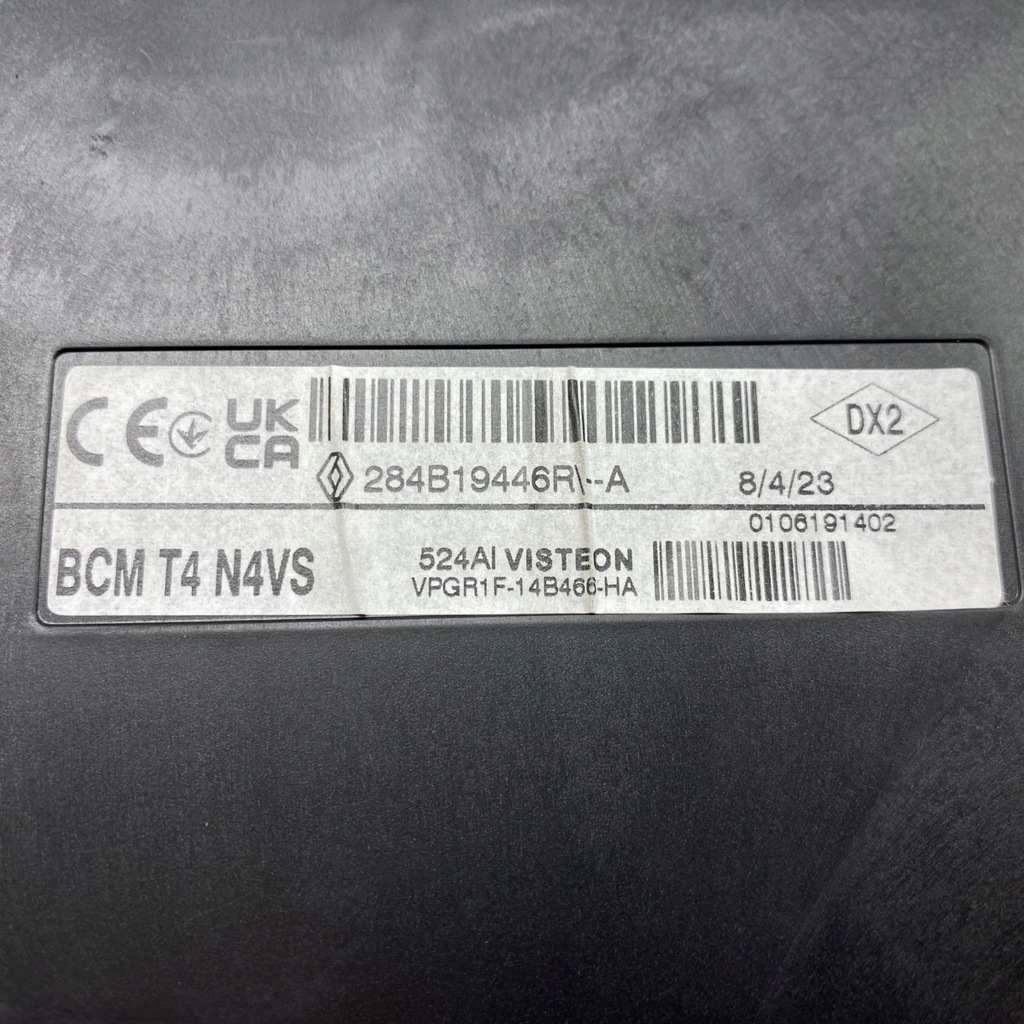 CE UK CA
DX2
284B19446R--A 8/4/23
0106191402
BCM T4 N4VS
524AI VISTEON
VPGR1F-14B466-HA